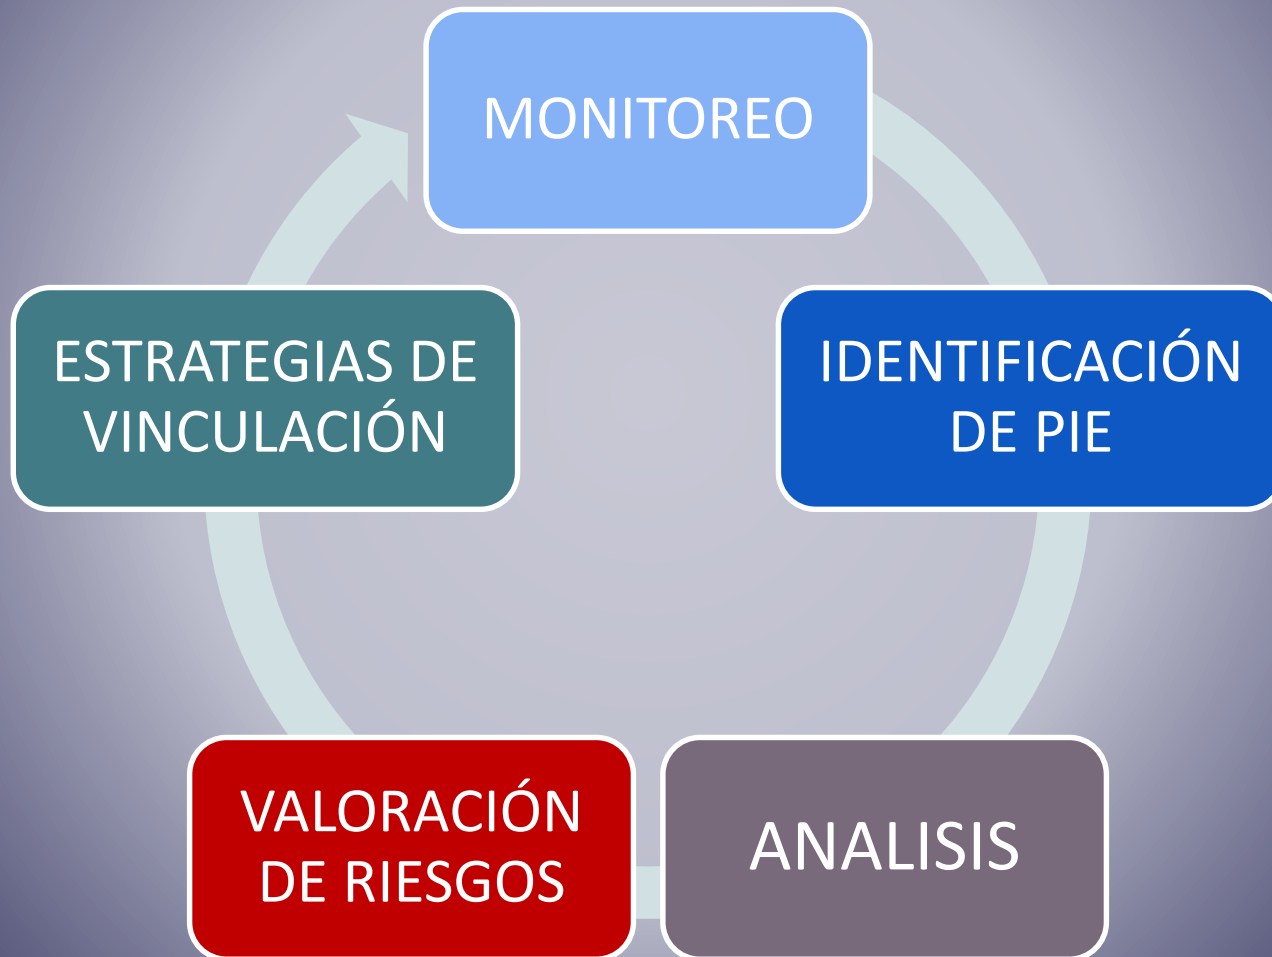 MONITOREO
IDENTIFICACIÓN
DE PIE
ANALISIS
VALORACIÓN
DE RIESGOS
ESTRATEGIAS DE
VINCULACIÓN